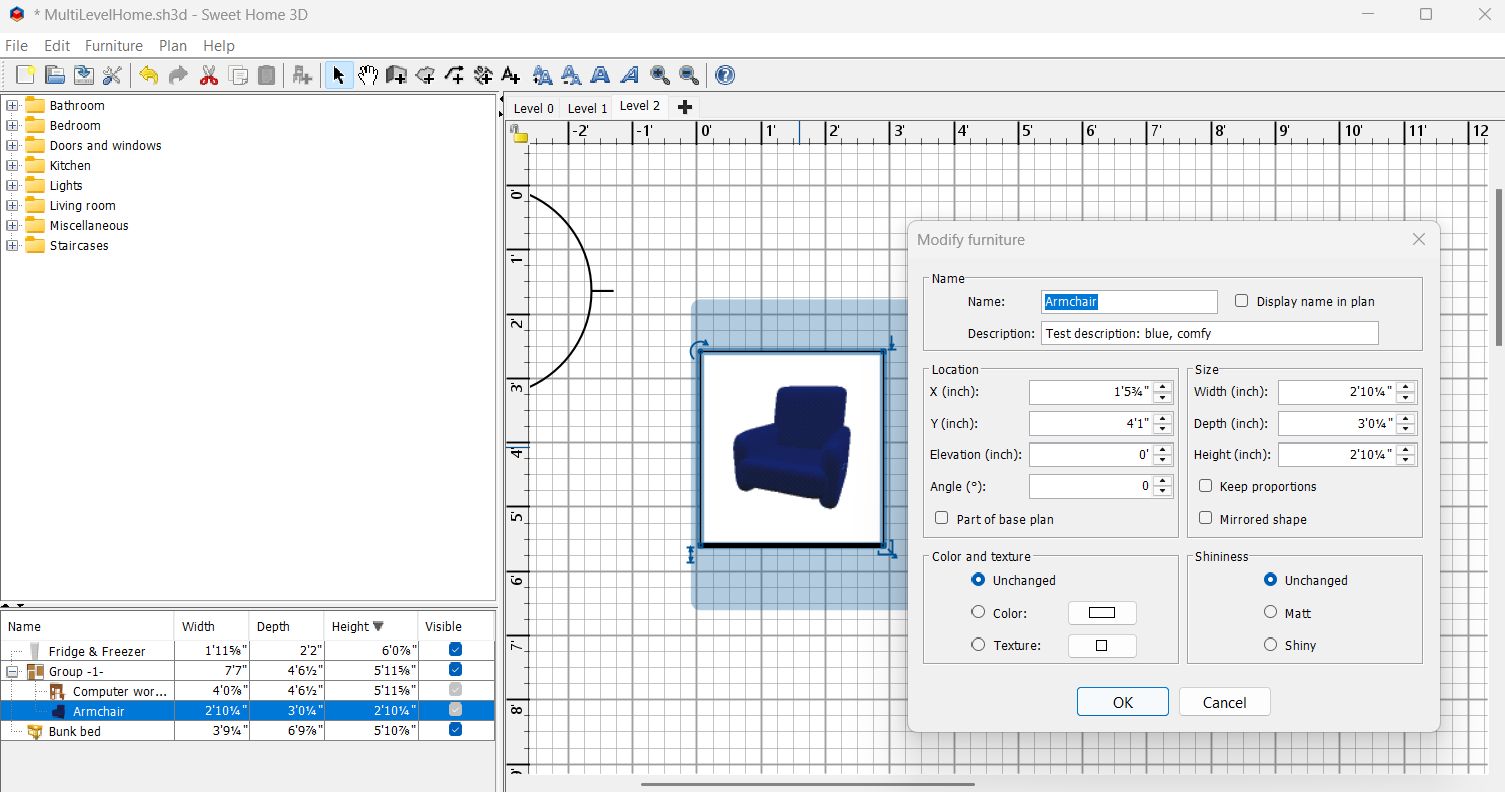 * MultiLevelHome.sh3d - Sweet Home 3D
File Edit Furniture Plan Help
Bathroom
Bedroom
Doors and windows
Kitchen
Lights
Living room
Miscellaneous
Staircases
Name Width Depth Height Visible
Fridge & Freezer 1'11⅝" 2'2" 6'0⅞"
Group -1- 7'7" 4'6½" 5'11⅝"
Computer wor... 4'0⅞" 4'6½" 5'11⅝"
Armchair 2'10¼" 3'0¼" 2'10¼"
Bunk bed 3'9¼" 6'9⅞" 5'10⅞"
Level 0 Level 1 Level 2
-2' -1' 0' 1' 2' 3' 4' 5' 6' 7' 8' 9' 10' 11' 12
0'
1'
2'
3'
4'
5'
6'
7'
8'
Modify furniture
Name
Name: Armchair Display name in plan
Description: Test description: blue, comfy
Location
X (inch): 1'5¾"
Y (inch): 4'1"
Elevation (inch): 0'
Angle (°): 0
Part of base plan
Size
Width (inch): 2'10¼"
Depth (inch): 3'0¼"
Height (inch): 2'10¼"
Keep proportions
Mirrored shape
Color and texture
Unchanged
Color:
Texture:
Shininess
Unchanged
Matt
Shiny
OK Cancel